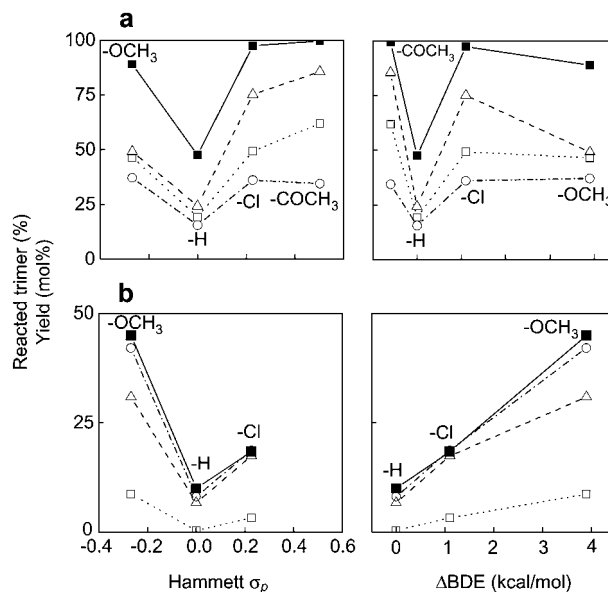 a
100
75
50
25
0
-OCH3
-H
-Cl
-COCH3
-COCH3
-H
-Cl
-OCH3
Reacted trimer (%)
Yield (mol%)
b
50
25
0
-OCH3
-H
-Cl
-H
-Cl
-OCH3
-0.4 -0.2 0.0 0.2 0.4 0.6
0 1 2 3 4
Hammett σp
ΔBDE (kcal/mol)